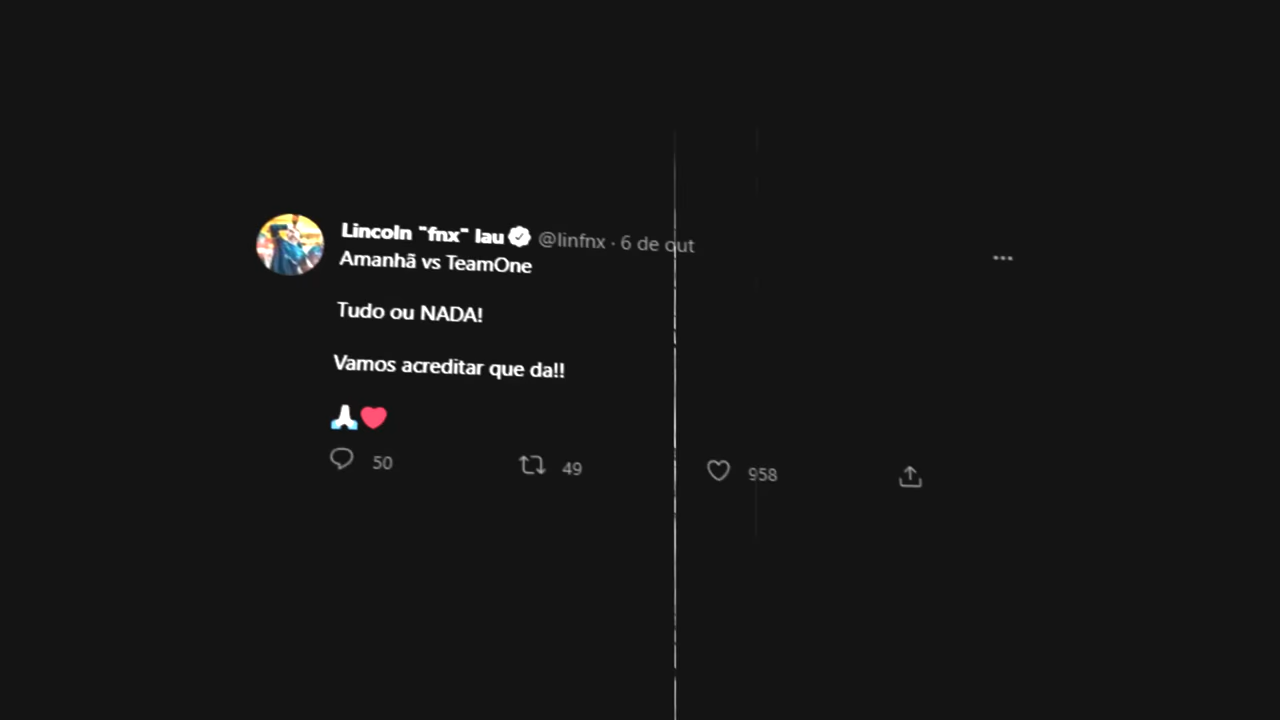 Lincoln "fnx" lau @linfnx · 6 de out
Amanhã vs TeamOne
Tudo ou NADA!
Vamos acreditar que da!!
🙏❤️
50 49 958